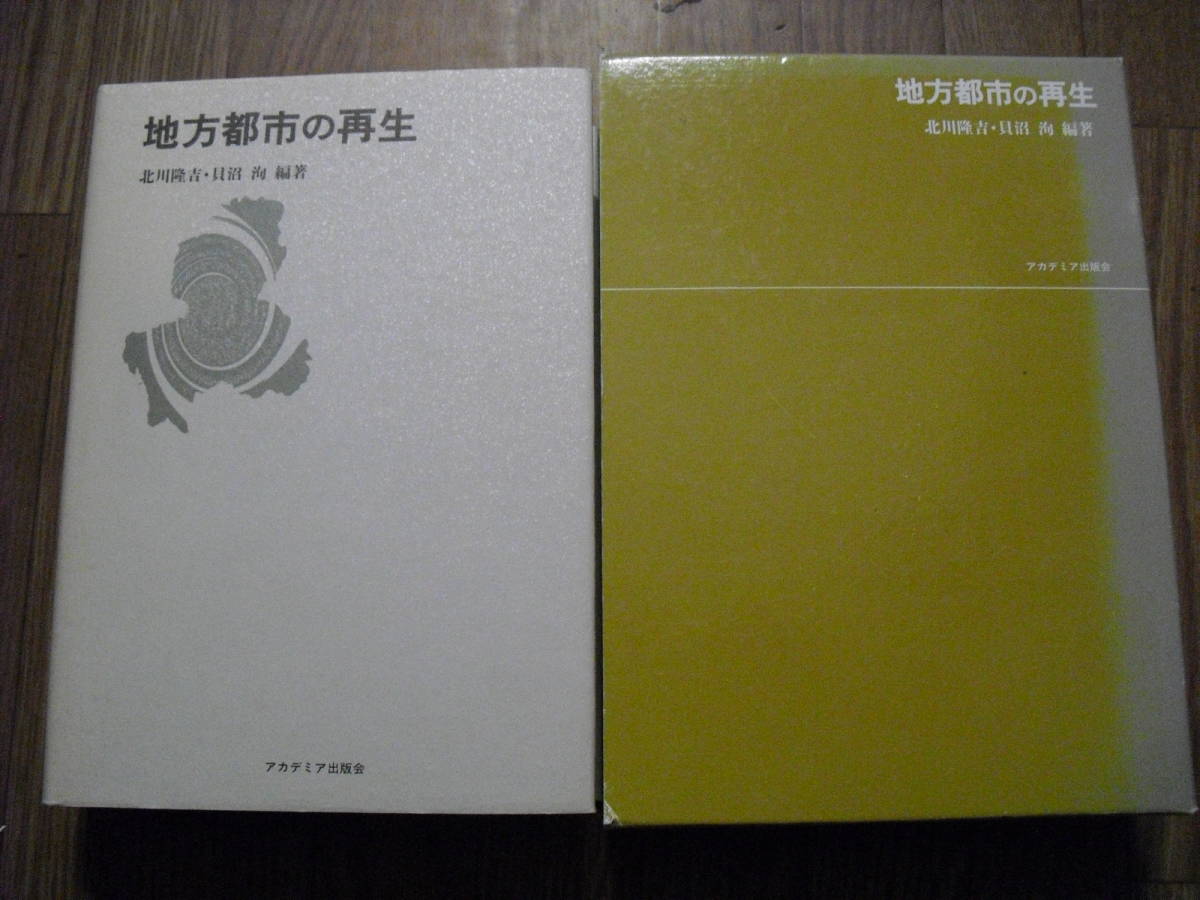 地方都市の再生
北川隆吉・貝沼 洵 編著
アカデミア出版会
地方都市の再生
北川隆吉・貝沼 洵 編著
アカデミア出版会